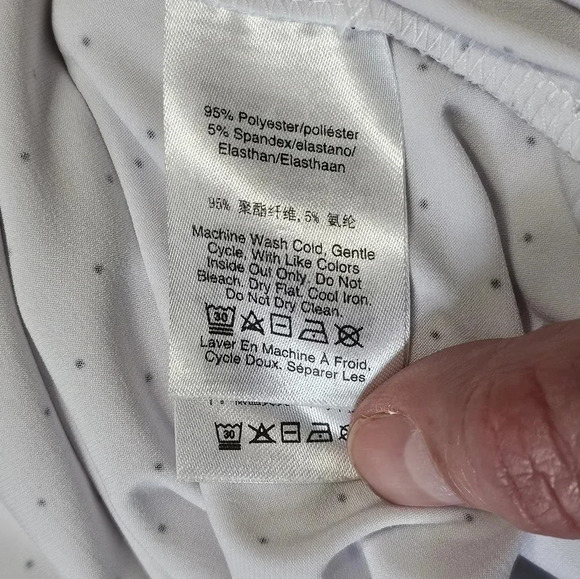 95% Polyester/poliéster
5% Spandex/elastano/
Elasthan/Elasthaan
95% 聚酯纤维,5% 氨纶
Machine Wash Cold, Gentle
Cycle, With Like Colors
Inside Out Only. Do Not
Bleach. Dry Flat. Cool Iron.
Do Not Dry Clean.
30
Laver En Machine À Froid,
Cycle Doux, Séparer Les
30